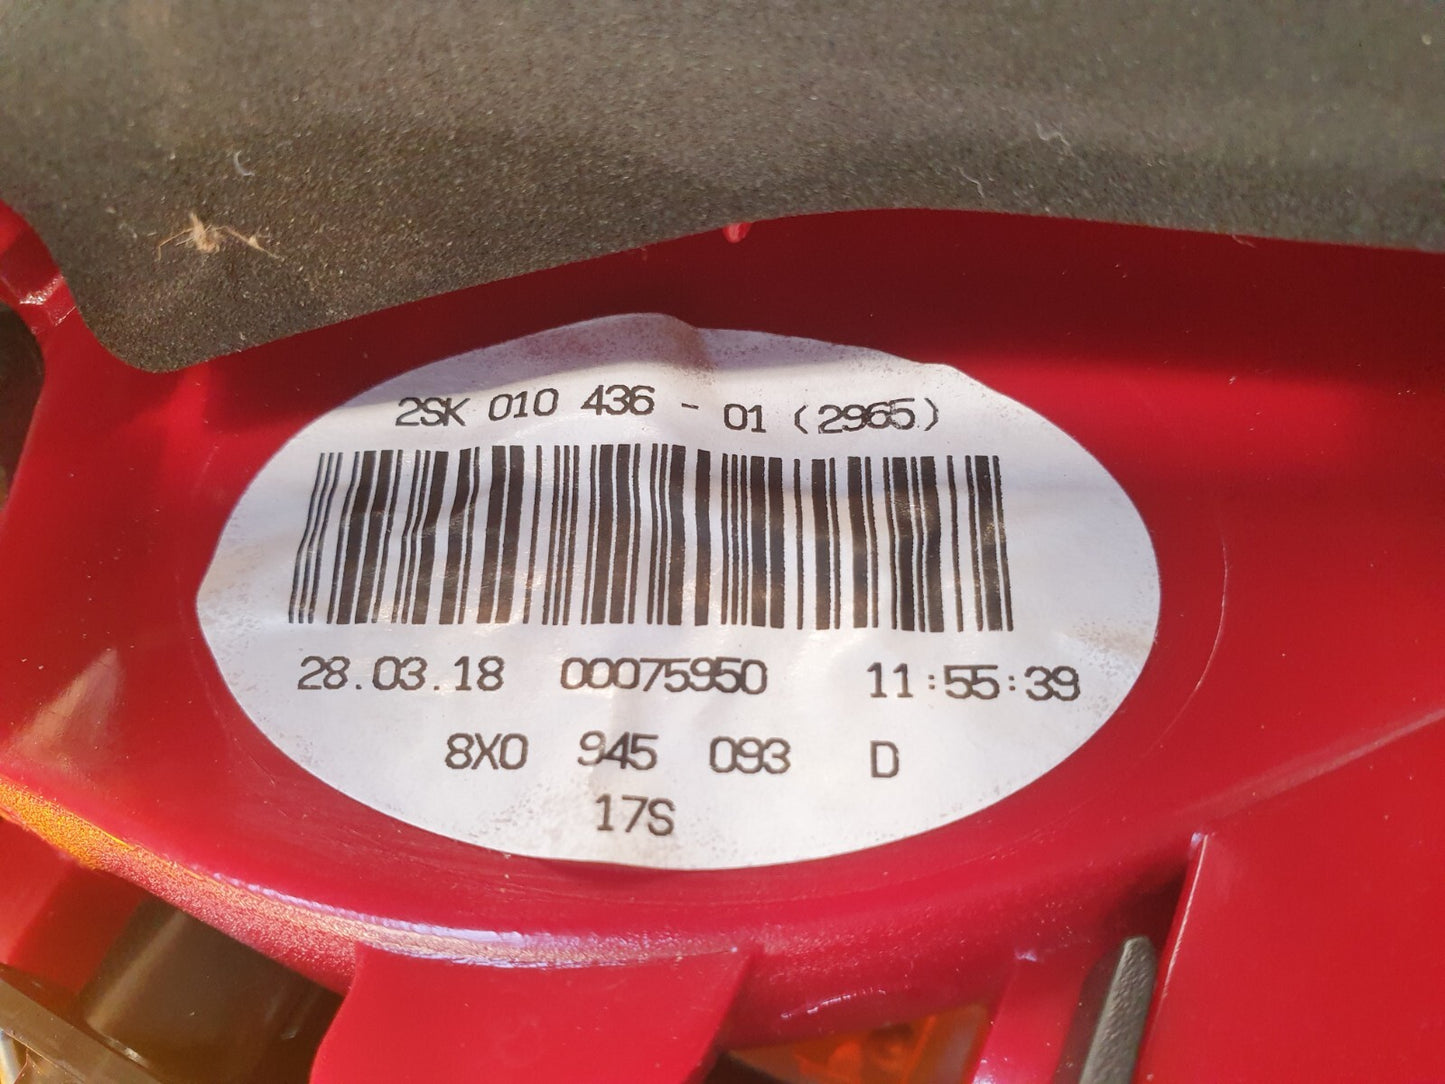 2SK 010 436 - 01 (2965)
28.03.18 00075950 11:55:39
8X0 945 093 D
17S